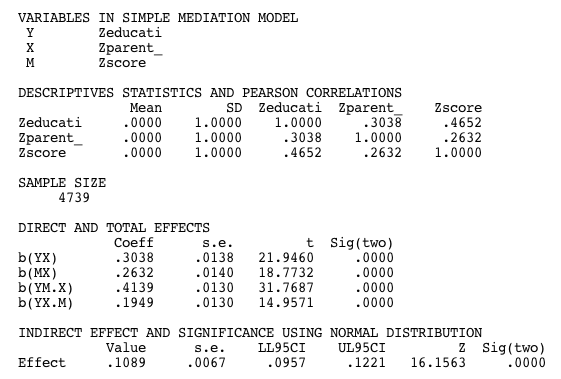 VARIABLES IN SIMPLE MEDIATION MODEL
Y Zeducati
X Zparent_
M Zscore
DESCRIPTIVES STATISTICS AND PEARSON CORRELATIONS
Mean SD Zeducati Zparent_ Zscore
Zeducati .0000 1.0000 1.0000 .3038 .4652
Zparent_ .0000 1.0000 .3038 1.0000 .2632
Zscore .0000 1.0000 .4652 .2632 1.0000
SAMPLE SIZE
4739
DIRECT AND TOTAL EFFECTS
Coeff s.e. t Sig(two)
b(YX) .3038 .0138 21.9460 .0000
b(MX) .2632 .0140 18.7732 .0000
b(YM.X) .4139 .0130 31.7687 .0000
b(YX.M) .1949 .0130 14.9571 .0000
INDIRECT EFFECT AND SIGNIFICANCE USING NORMAL DISTRIBUTION
Value s.e. LL95CI UL95CI Z Sig(two)
Effect .1089 .0067 .0957 .1221 16.1563 .0000